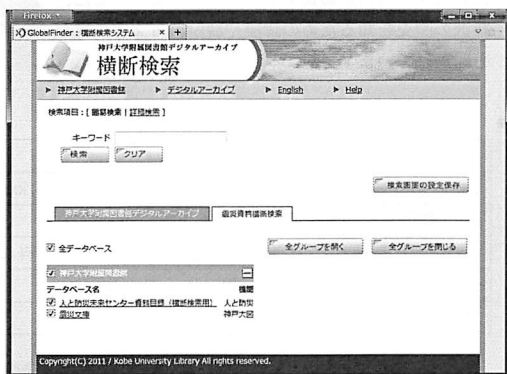 Firefox
GlobalFinder : 横断検索システム × +
神戸大学附属図書館デジタルアーカイブ
横断検索
▶ 神戸大学附属図書館 ▶ デジタルアーカイブ ▶ English ▶ Help
検索項目 : [ 簡易検索 | 詳細検索 ]
キーワード
検索 クリア
検索画面の設定保存
神戸大学附属図書館デジタルアーカイブ 震災資料横断検索
全データベース 全グループを開く 全グループを閉じる
神戸大学附属図書館
データベース名 機関
人と防災未来センター資料目録（横断検索用） 人と防災
震災文庫 神戸大図
Copyright(C) 2011 / Kobe University Library All rights reserved.